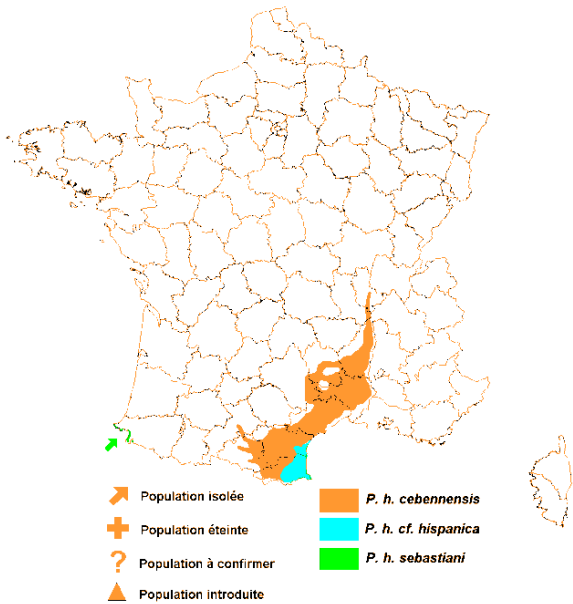 Population isolée
Population éteinte
? Population à confirmer
Population introduite
P. h. cebennensis
P. h. cf. hispanica
P. h. sebastiani